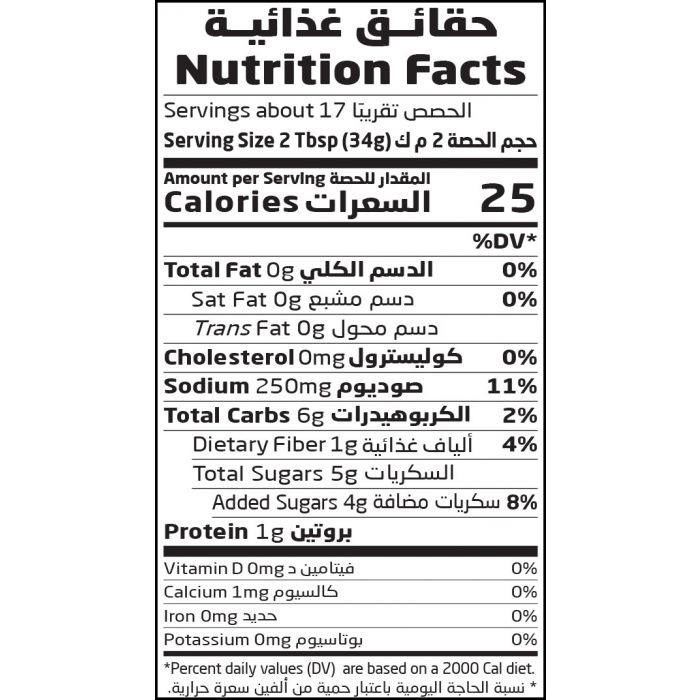 حقائق غذائية
Nutrition Facts
Servings about 17 الحصص تقريبًا
Serving Size 2 Tbsp (34g) حجم الحصة 2 م ك
Amount per Serving المقدار للحصة
Calories السعرات 25
%DV*
Total Fat 0g الدسم الكلي 0%
Sat Fat 0g دسم مشبع 0%
Trans Fat 0g دسم محول
Cholesterol 0mg كوليسترول 0%
Sodium 250mg صوديوم 11%
Total Carbs 6g الكربوهيدرات 2%
Dietary Fiber 1g ألياف غذائية 4%
Total Sugars 5g السكريات
Added Sugars 4g سكريات مضافة 8%
Protein 1g بروتين
Vitamin D 0mg فيتامين د 0%
Calcium 1mg كالسيوم 0%
Iron 0mg حديد 0%
Potassium 0mg بوتاسيوم 0%
*Percent daily values (DV) are based on a 2000 Cal diet.
* نسبة الحاجة اليومية باعتبار حمية من ألفين سعرة حرارية.